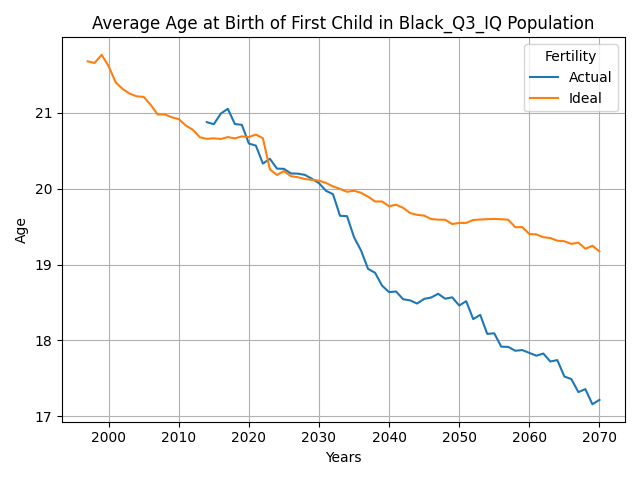 Average Age at Birth of First Child in Black_Q3_IQ Population
Fertility
Actual
Ideal
Age
21
20
19
18
17
2000 2010 2020 2030 2040 2050 2060 2070
Years